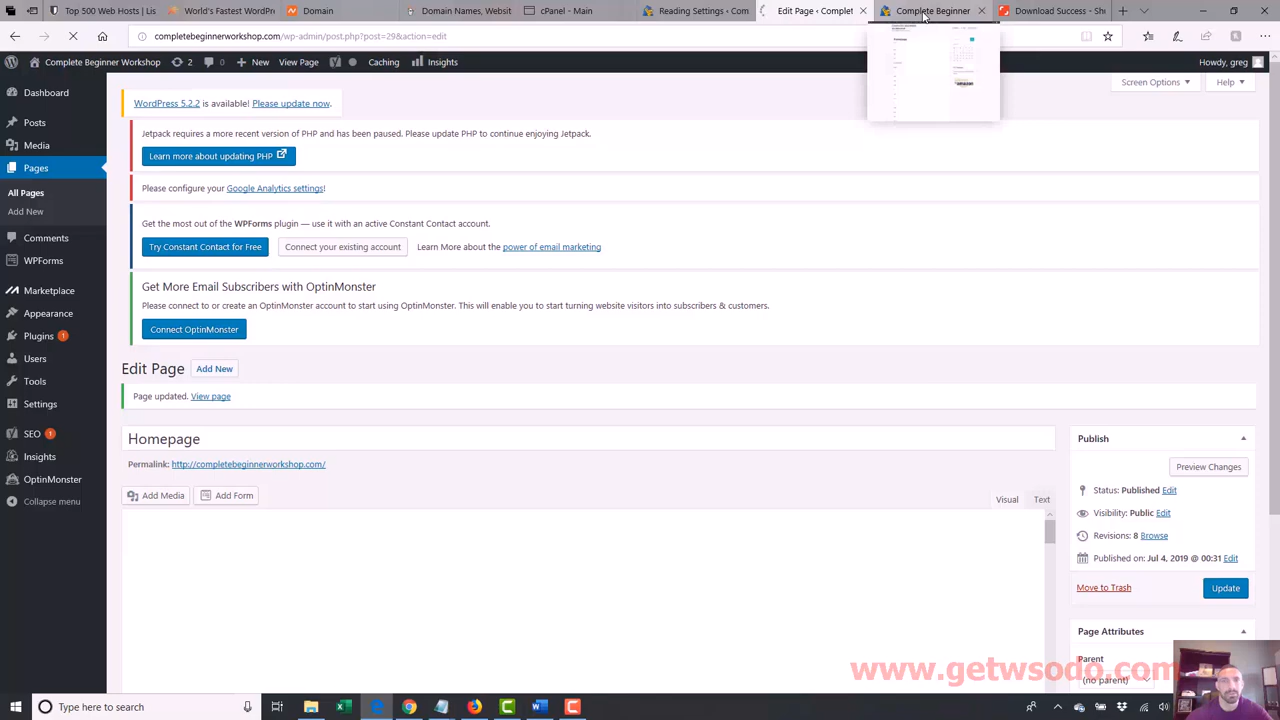 Top 500 Webs
OptinMonster
World's Fastes
Domain Names, Websi
cPanel - Main
Reading Settings ‹ Com
Edit Page ‹ Complet
Complete Beginner
Download Success - Gu
completebeginnerworkshop.com/wp-admin/post.php?post=29&action=edit
Complete Beginner Workshop
8
0
New
View Page
Caching
Insights
Howdy, greg
Screen Options
Help
Dashboard
Posts
Media
Pages
All Pages
Add New
Comments
WPForms
Marketplace
Appearance
Plugins 1
Users
Tools
Settings
SEO 1
Insights
OptinMonster
Collapse menu
WordPress 5.2.2 is available! Please update now.
Jetpack requires a more recent version of PHP and has been paused. Please update PHP to continue enjoying Jetpack.
Learn more about updating PHP
Please configure your Google Analytics settings!
Get the most out of the WPForms plugin — use it with an active Constant Contact account.
Try Constant Contact for Free
Connect your existing account
Learn More about the power of email marketing
Get More Email Subscribers with OptinMonster
Please connect to or create an OptinMonster account to start using OptinMonster. This will enable you to start turning website visitors into subscribers & customers.
Connect OptinMonster
Edit Page
Add New
Page updated. View page
Homepage
Permalink: http://completebeginnerworkshop.com/
Add Media
Add Form
Visual
Text
Publish
Preview Changes
Status: Published Edit
Visibility: Public Edit
Revisions: 8 Browse
Published on: Jul 4, 2019 @ 00:31 Edit
Move to Trash
Update
Page Attributes
Parent
(no parent)
www.getwsodo.com
Type here to search